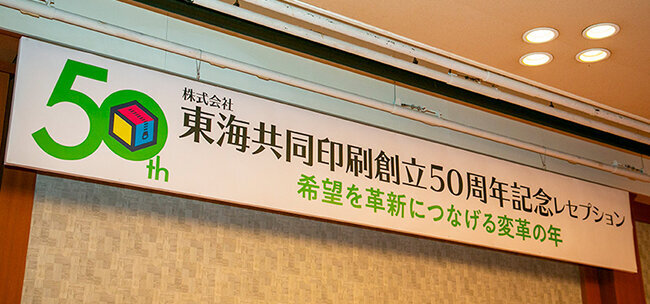 50th
株式会社
東海共同印刷創立50周年記念レセプション
希望を革新につなげる変革の年